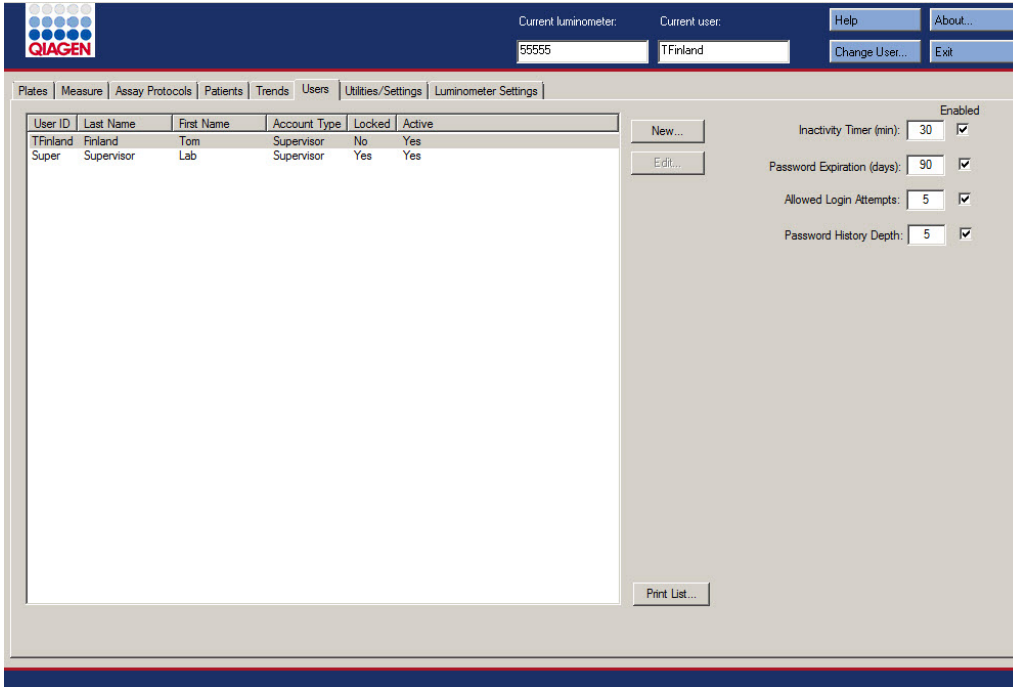 QIAGEN
Current luminometer: Current user: Help About...
55555 TFinland Change User... Exit
Plates Measure Assay Protocols Patients Trends Users Utilities/Settings Luminometer Settings
Enabled
User ID Last Name First Name Account Type Locked Active
TFinland Finland Tom Supervisor No Yes
Super Supervisor Lab Supervisor Yes Yes
New...
Edit...
Inactivity Timer (min): 30
Password Expiration (days): 90
Allowed Login Attempts: 5
Password History Depth: 5
Print List...